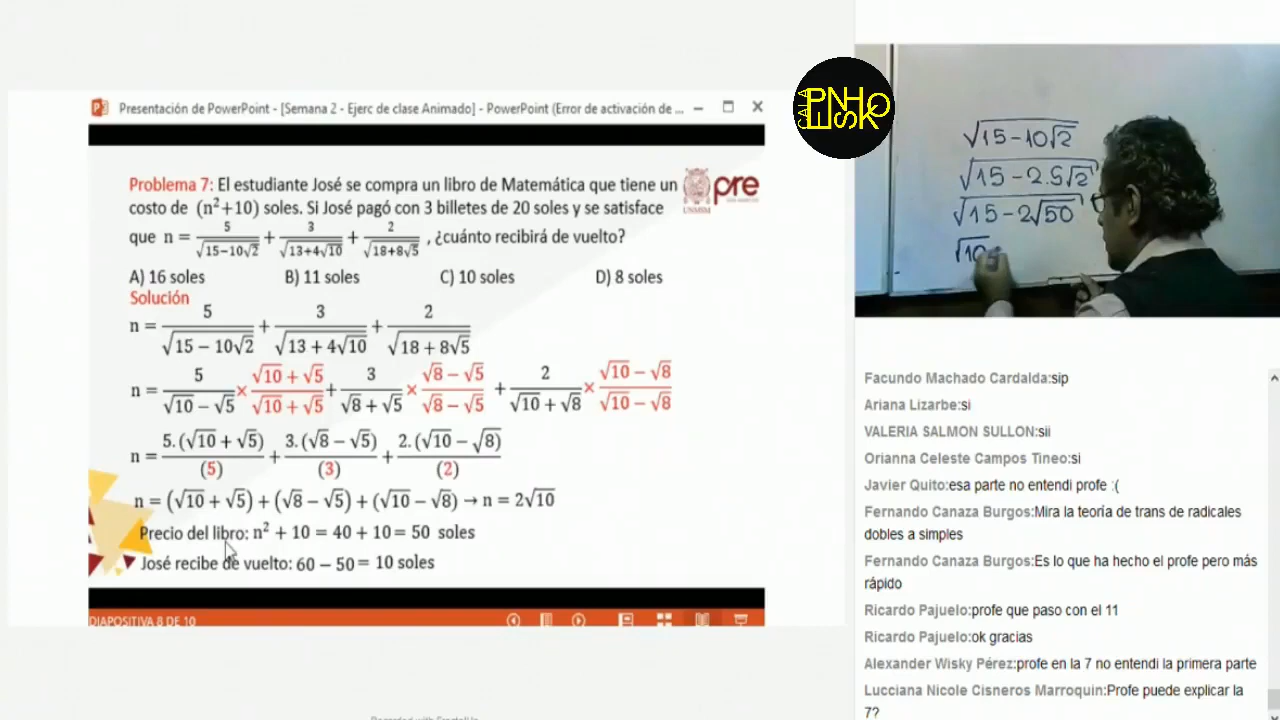 Presentación de PowerPoint - [Semana 2 - Ejerc de clase Animado] - PowerPoint (Error de activación de ...
Problema 7: El estudiante José se compra un libro de Matemática que tiene un
costo de (n²+10) soles. Si José pagó con 3 billetes de 20 soles y se satisface
que n = 5/√(15−10√2) + 3/√(13+4√10) + 2/√(18+8√5) , ¿cuánto recibirá de vuelto?
A) 16 soles B) 11 soles C) 10 soles D) 8 soles
Solución
n = 5/√(15 − 10√2) + 3/√(13 + 4√10) + 2/√(18 + 8√5)
n = 5/(√10 − √5) × (√10 + √5)/(√10 + √5) + 3/(√8 + √5) × (√8 − √5)/(√8 − √5) + 2/(√10 + √8) × (√10 − √8)/(√10 − √8)
n = 5.(√10 + √5)/(5) + 3.(√8 − √5)/(3) + 2.(√10 − √8)/(2)
n = (√10 + √5) + (√8 − √5) + (√10 − √8) → n = 2√10
Precio del libro: n² + 10 = 40 + 10 = 50 soles
José recibe de vuelto: 60 − 50 = 10 soles
UNMSM
pre
DIAPOSITIVA 8 DE 10
√(15 − 10√2)
√(15 − 2.5√2)
√(15 − 2√50)
√10
Facundo Machado Cardalda:sip
Ariana Lizarbe:si
VALERIA SALMON SULLON:sii
Orianna Celeste Campos Tineo:si
Javier Quito:esa parte no entendi profe :(
Fernando Canaza Burgos:Mira la teoría de trans de radicales
dobles a simples
Fernando Canaza Burgos:Es lo que ha hecho el profe pero más
rápido
Ricardo Pajuelo:profe que paso con el 11
Ricardo Pajuelo:ok gracias
Alexander Wisky Pérez:profe en la 7 no entendi la primera parte
Lucciana Nicole Cisneros Marroquin:Profe puede explicar la
7?